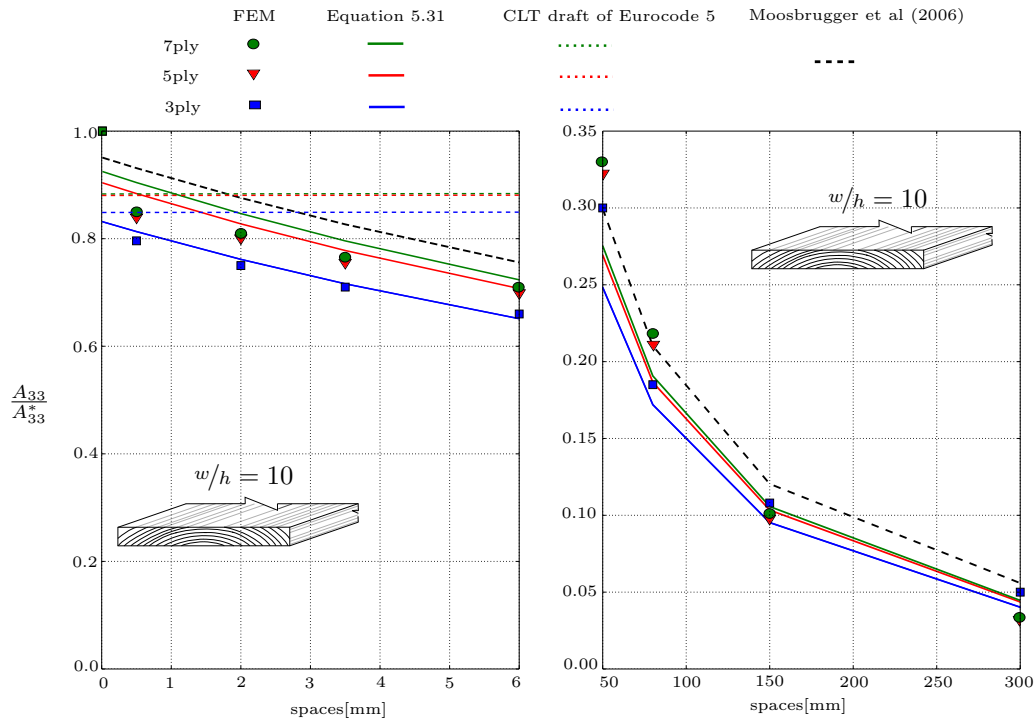 FEM Equation 5.31 CLT draft of Eurocode 5 Moosbrugger et al (2006)
7ply
5ply
3ply
1.0
0.8
0.6
0.4
0.2
0.0
A33
A*33
w/h = 10
0 1 2 3 4 5 6
spaces[mm]
0.35
0.30
0.25
0.20
0.15
0.10
0.05
0.00
w/h = 10
50 100 150 200 250 300
spaces[mm]